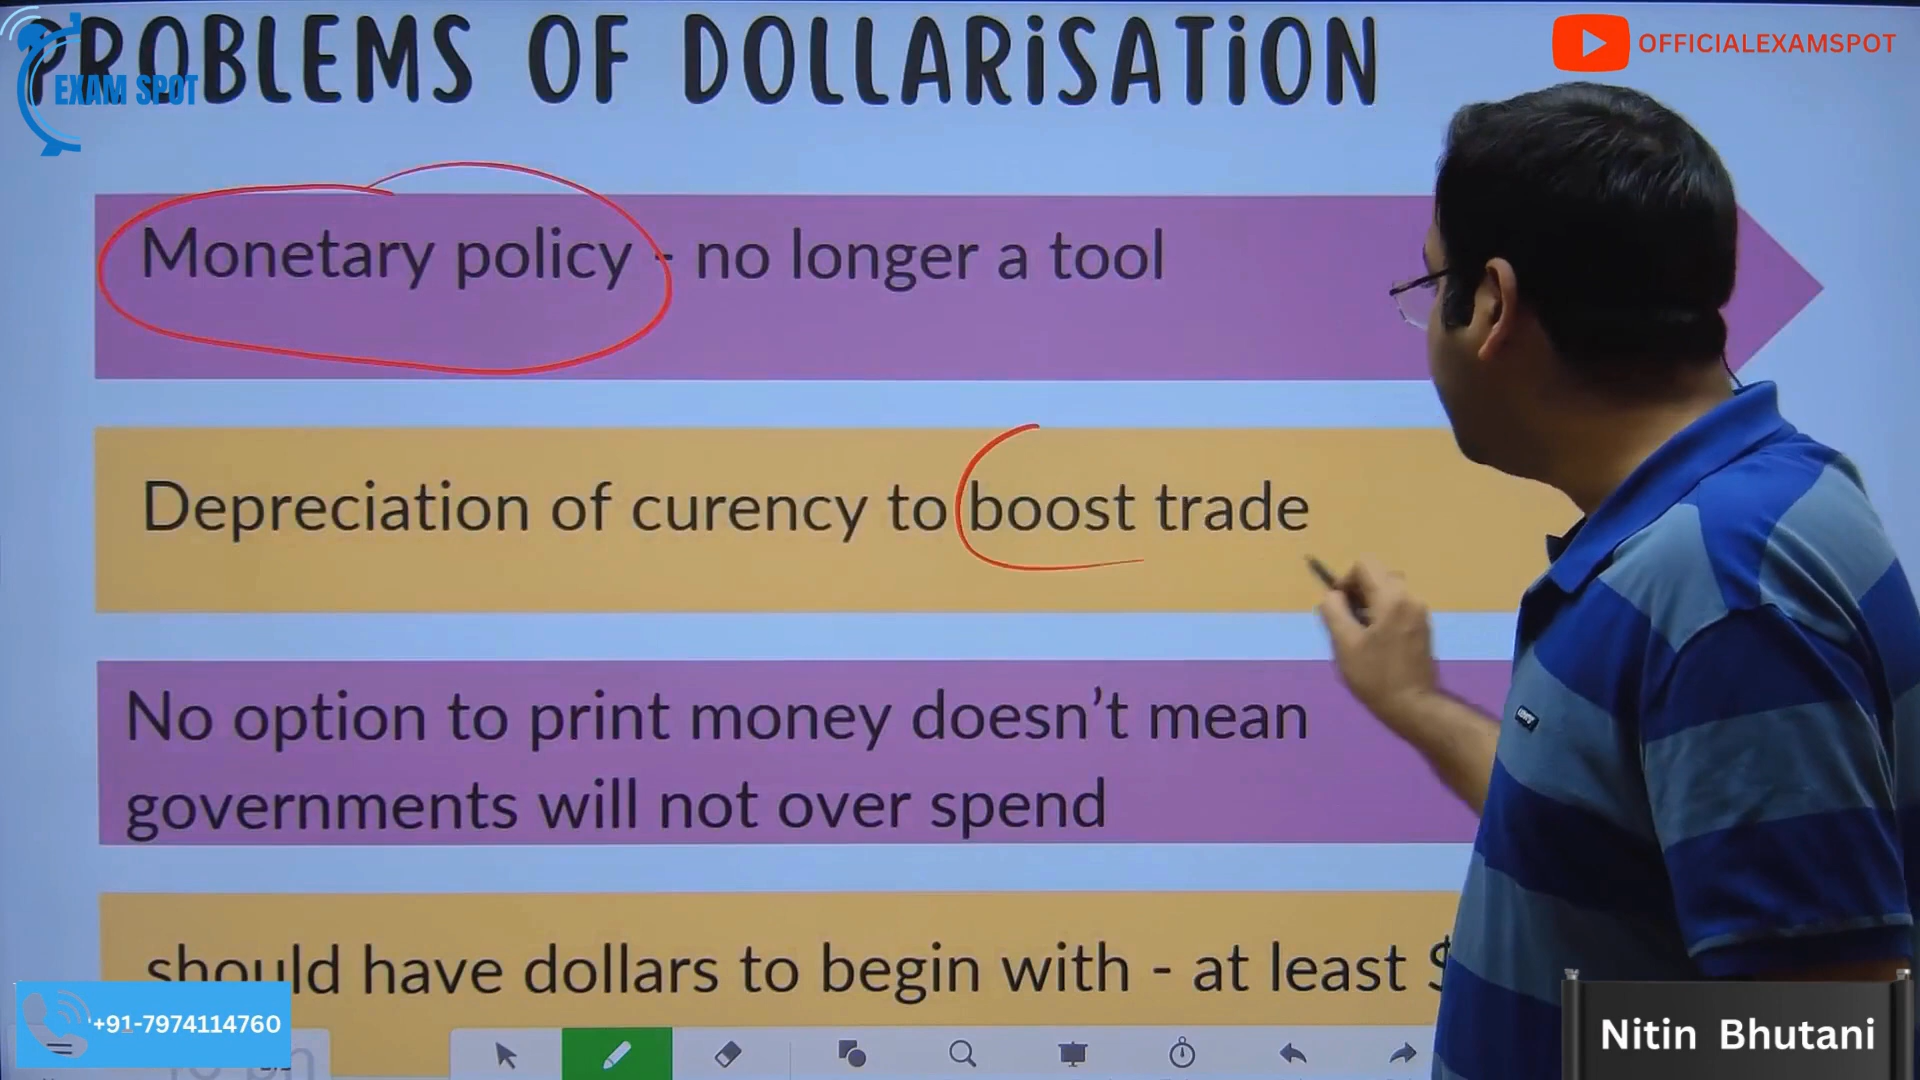 PROBLEMS OF DOLLARiSATiON
EXAM SPOT
OFFICIALEXAMSPOT
Monetary policy - no longer a tool
Depreciation of curency to boost trade
No option to print money doesn't mean
governments will not over spend
should have dollars to begin with - at least $
+91-7974114760
Nitin Bhutani